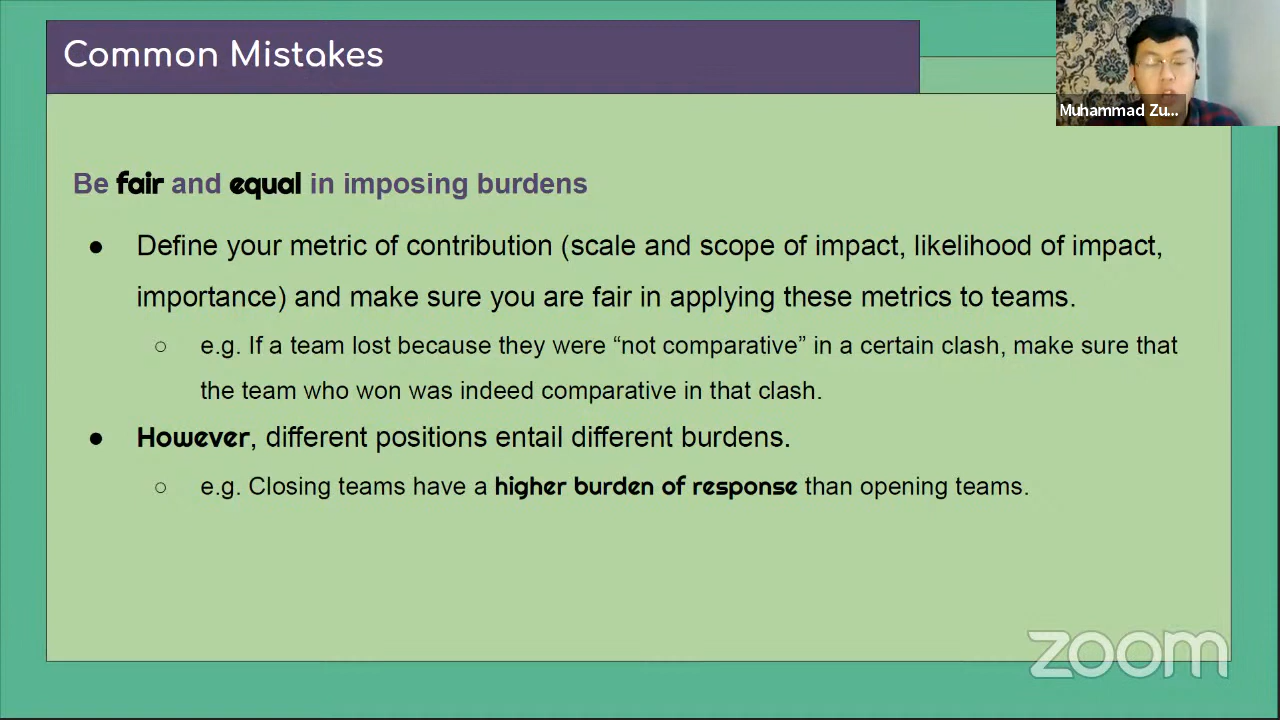 Common Mistakes
Muhammad Zu...
Be fair and equal in imposing burdens
● Define your metric of contribution (scale and scope of impact, likelihood of impact,
importance) and make sure you are fair in applying these metrics to teams.
○ e.g. If a team lost because they were “not comparative” in a certain clash, make sure that
the team who won was indeed comparative in that clash.
● However, different positions entail different burdens.
○ e.g. Closing teams have a higher burden of response than opening teams.
zoom